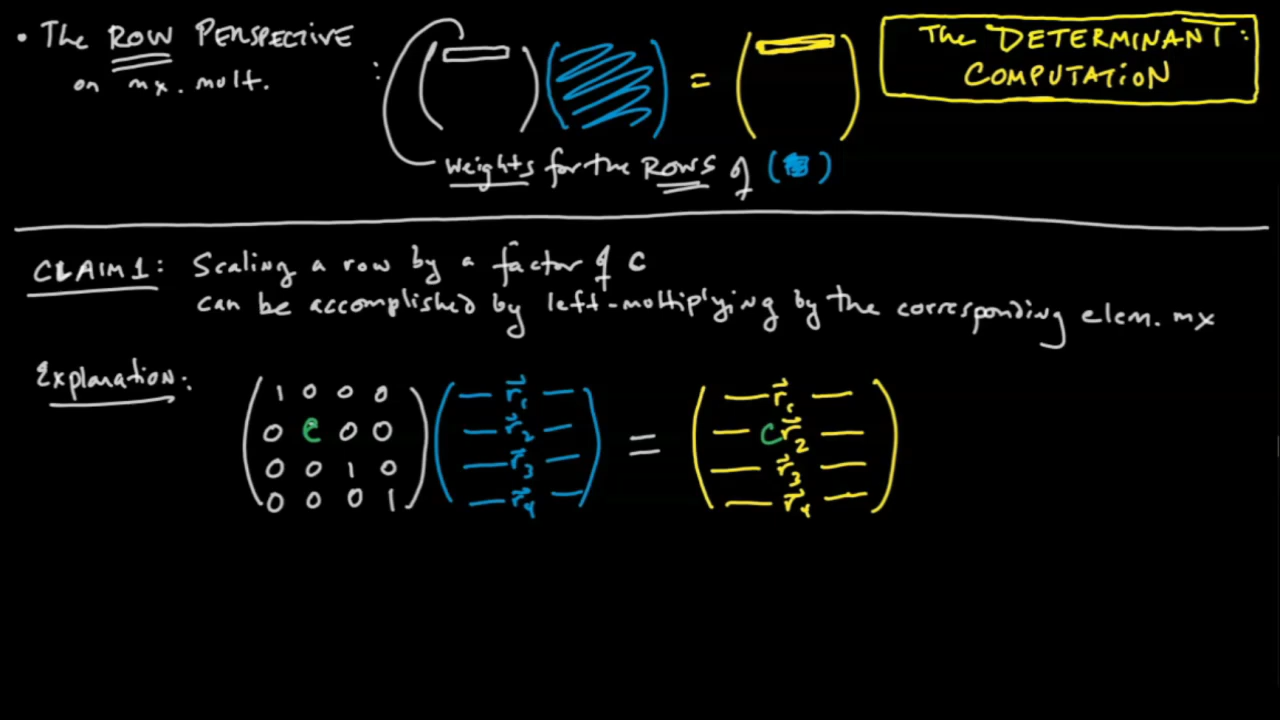 • The ROW PERSPECTIVE
on mx. mult. :
( ) ( ) = ( )
weights for the ROWS of ( )
The DETERMINANT:
COMPUTATION
CLAIM 1: Scaling a row by a factor of c
can be accomplished by left-multiplying by the corresponding elem. mx
Explanation:
( 1 0 0 0 ) ( — r⃗₁ — ) = ( — r⃗₁ — )
( 0 c 0 0 ) ( — r⃗₂ — ) ( — c r⃗₂ — )
( 0 0 1 0 ) ( — r⃗₃ — ) ( — r⃗₃ — )
( 0 0 0 1 ) ( — r⃗₄ — ) ( — r⃗₄ — )